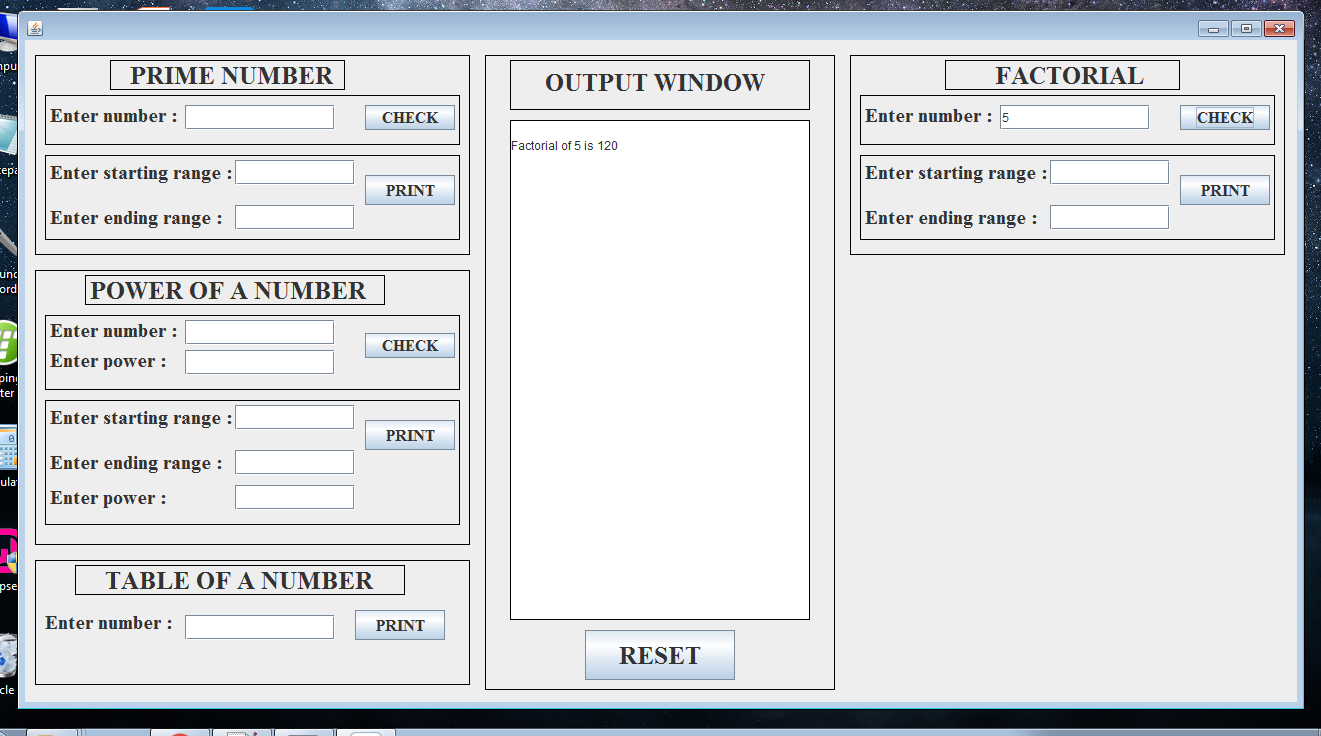 PRIME NUMBER
Enter number :
CHECK
Enter starting range :
PRINT
Enter ending range :
POWER OF A NUMBER
Enter number :
CHECK
Enter power :
Enter starting range :
PRINT
Enter ending range :
Enter power :
TABLE OF A NUMBER
Enter number :
PRINT
OUTPUT WINDOW
Factorial of 5 is 120
RESET
FACTORIAL
Enter number : 5
CHECK
Enter starting range :
PRINT
Enter ending range :